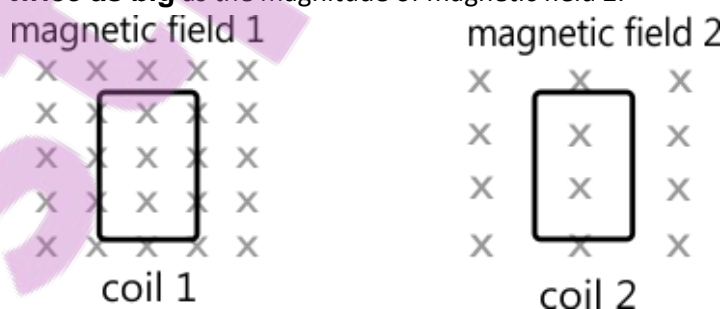 as big as the magnitude of magnetic field 2.
magnetic field 1
magnetic field 2
x x x x x
x x x x x
x x x x x
x x x x x
x x x x x
x x x
x x x
x x x
x x x
coil 1
coil 2